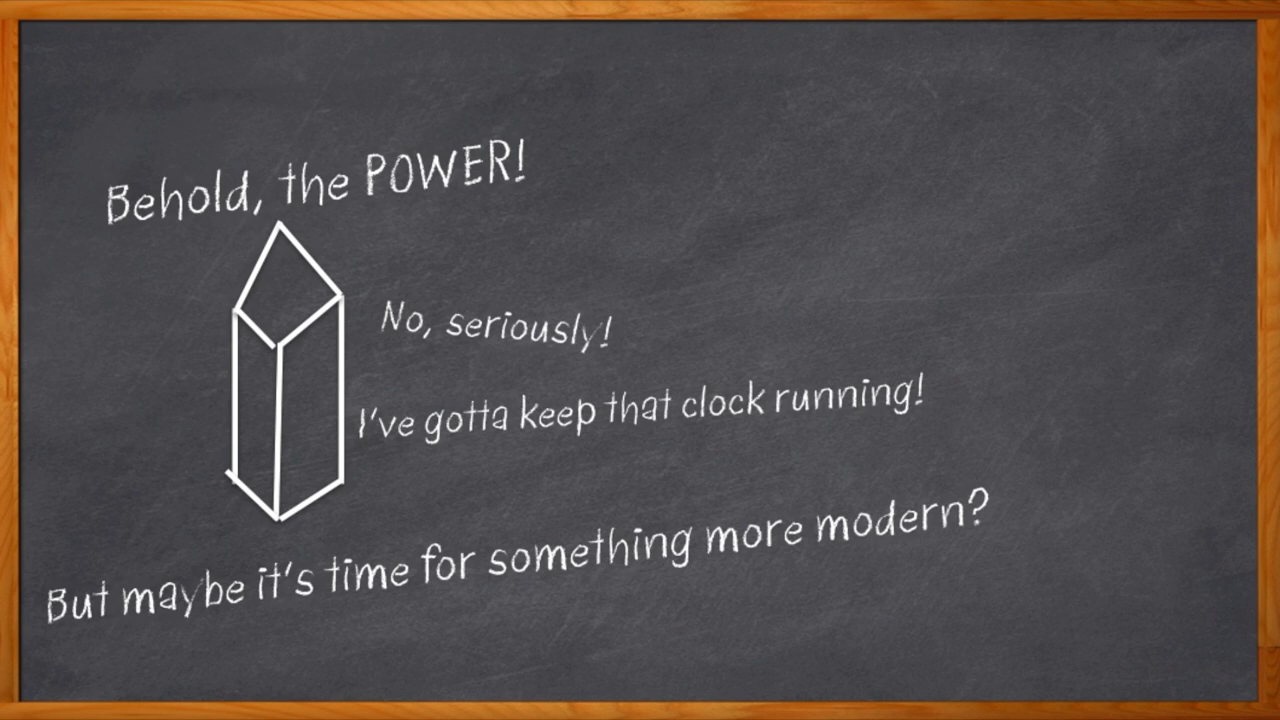 Behold, the POWER!
No, seriously!
I've gotta keep that clock running!
But maybe it's time for something more modern?